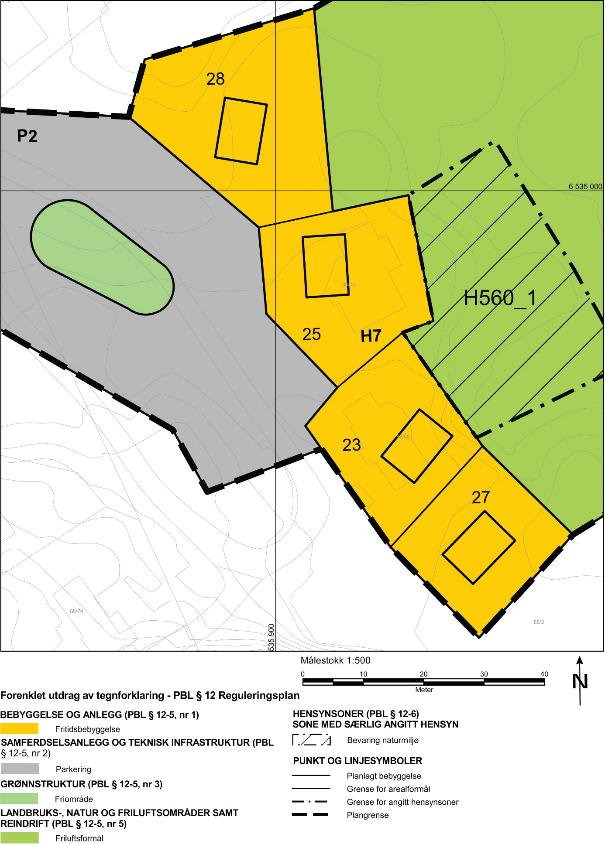 28
P2
6 535 000
H560_1
25
H7
23
27
535 900
66/74
66/2
Målestokk 1:500
0 10 20 30 40
Meter
N
Forenklet utdrag av tegnforklaring - PBL § 12 Reguleringsplan
BEBYGGELSE OG ANLEGG (PBL § 12-5, nr 1)
Fritidsbebyggelse
SAMFERDSELSANLEGG OG TEKNISK INFRASTRUKTUR (PBL
§ 12-5, nr 2)
Parkering
GRØNNSTRUKTUR (PBL § 12-5, nr 3)
Friområde
LANDBRUKS-, NATUR OG FRILUFTSOMRÅDER SAMT
REINDRIFT (PBL § 12-5, nr 5)
Friluftsformål
HENSYNSONER (PBL § 12-6)
SONE MED SÆRLIG ANGITT HENSYN
Bevaring naturmiljø
PUNKT OG LINJESYMBOLER
Planlagt bebyggelse
Grense for arealformål
Grense for angitt hensynsoner
Plangrense